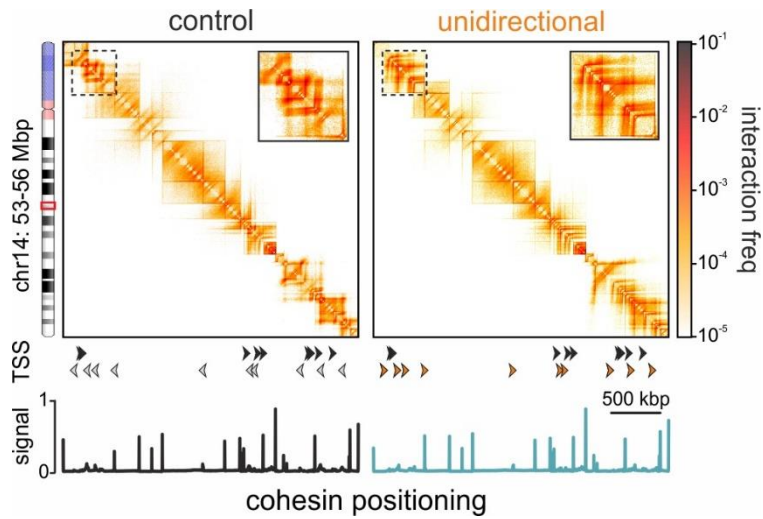 control
unidirectional
chr14: 53-56 Mbp
10-1
10-2
10-3
10-4
10-5
interaction freq
TSS
500 kbp
signal
1
0
cohesin positioning